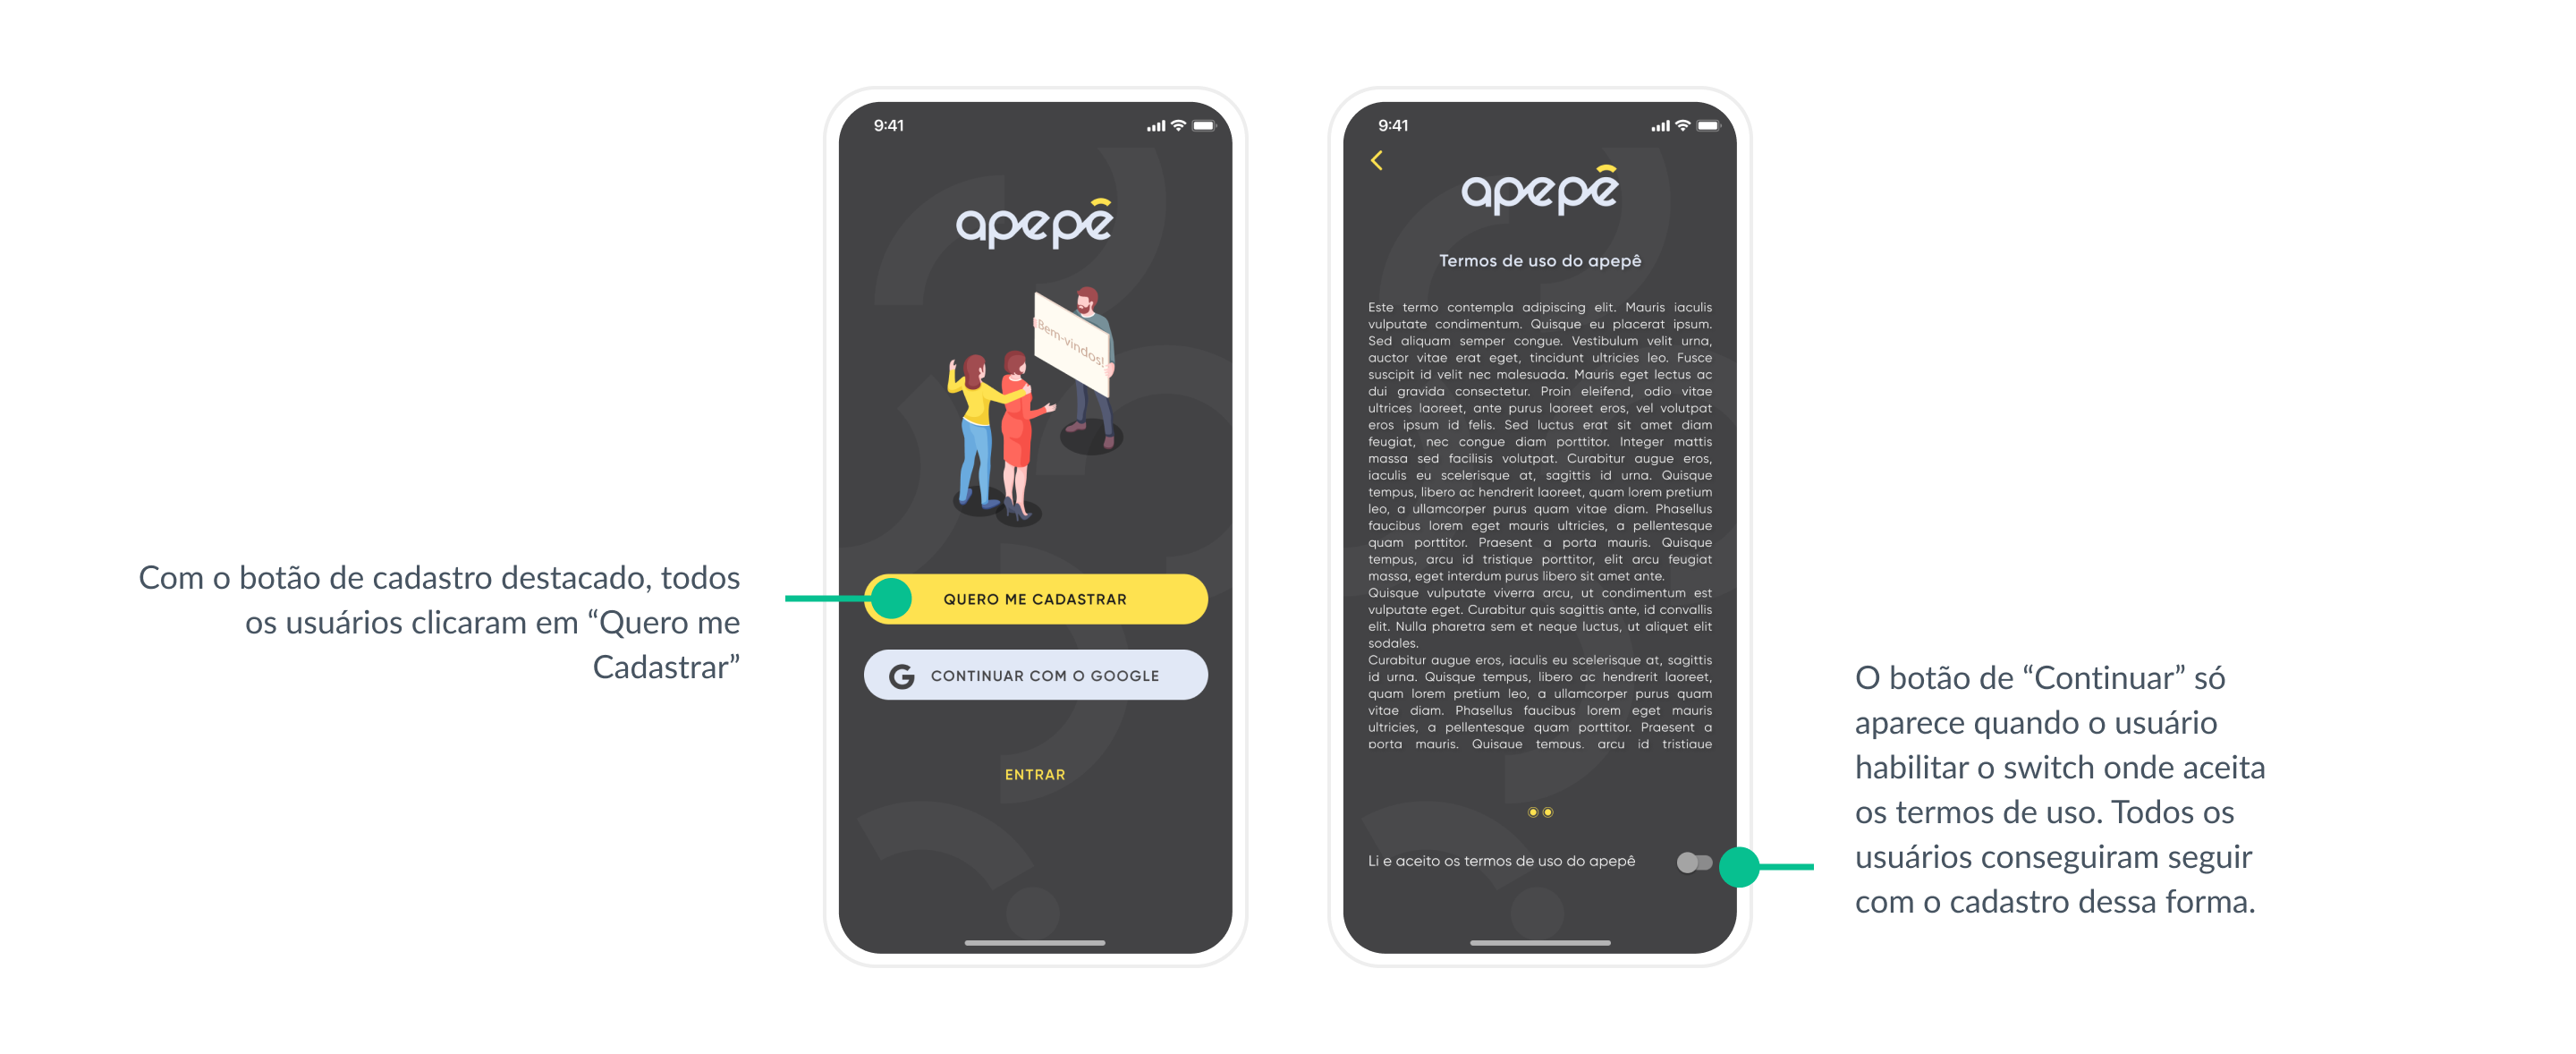 Com o botão de cadastro destacado, todos
os usuários clicaram em “Quero me
Cadastrar”
9:41
apepê
¡Bem-vindos!
QUERO ME CADASTRAR
G CONTINUAR COM O GOOGLE
ENTRAR
9:41
apepê
Termos de uso do apepê
Este termo contempla adipiscing elit. Mauris iaculis
vulputate condimentum. Quisque eu placerat ipsum.
Sed aliquam semper congue. Vestibulum velit urna,
auctor vitae erat eget, tincidunt ultricies leo. Fusce
suscipit id velit nec malesuada. Mauris eget lectus ac
dui gravida consectetur. Proin eleifend, odio vitae
ultrices laoreet, ante purus laoreet eros, vel volutpat
eros ipsum id felis. Sed luctus erat sit amet diam
feugiat, nec congue diam porttitor. Integer mattis
massa sed facilisis volutpat. Curabitur augue eros,
iaculis eu scelerisque at, sagittis id urna. Quisque
tempus, libero ac hendrerit laoreet, quam lorem pretium
leo, a ullamcorper purus quam vitae diam. Phasellus
faucibus lorem eget mauris ultricies, a pellentesque
quam porttitor. Praesent a porta mauris. Quisque
tempus, arcu id tristique porttitor, elit arcu feugiat
massa, eget interdum purus libero sit amet ante.
Quisque vulputate viverra arcu, ut condimentum est
vulputate eget. Curabitur quis sagittis ante, id convallis
elit. Nulla pharetra sem et neque luctus, ut aliquet elit
sodales.
Curabitur augue eros, iaculis eu scelerisque at, sagittis
id urna. Quisque tempus, libero ac hendrerit laoreet,
quam lorem pretium leo, a ullamcorper purus quam
vitae diam. Phasellus faucibus lorem eget mauris
ultricies, a pellentesque quam porttitor. Praesent a
porta mauris. Quisque tempus, arcu id tristique
Li e aceito os termos de uso do apepê
O botão de “Continuar” só
aparece quando o usuário
habilitar o switch onde aceita
os termos de uso. Todos os
usuários conseguiram seguir
com o cadastro dessa forma.